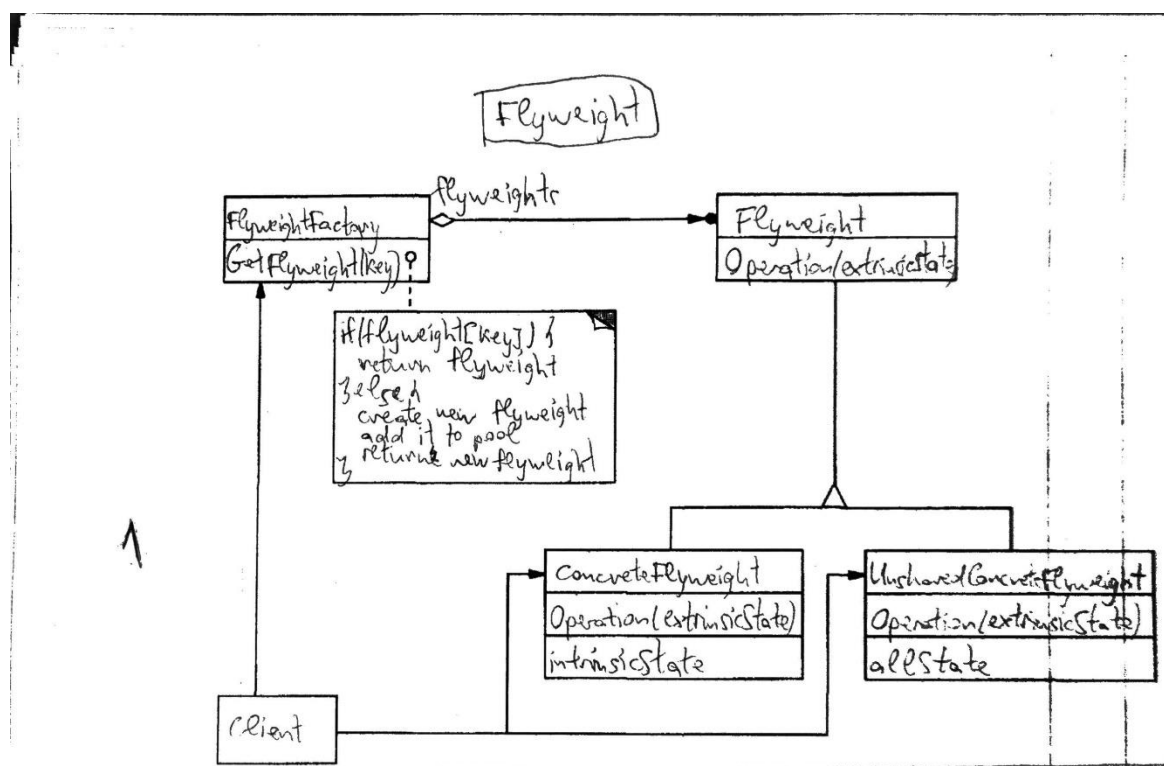 Flyweight
flyweights
FlyweightFactory
GetFlyweight(key)
Flyweight
Operation(extrinsicState)
if(flyweight[key]) {
return flyweight
} else {
create new flyweight
add it to pool
return new flyweight
}
1
ConcreteFlyweight
Operation(extrinsicState)
intrinsicState
UnsharedConcreteFlyweight
Operation(extrinsicState)
allState
Client